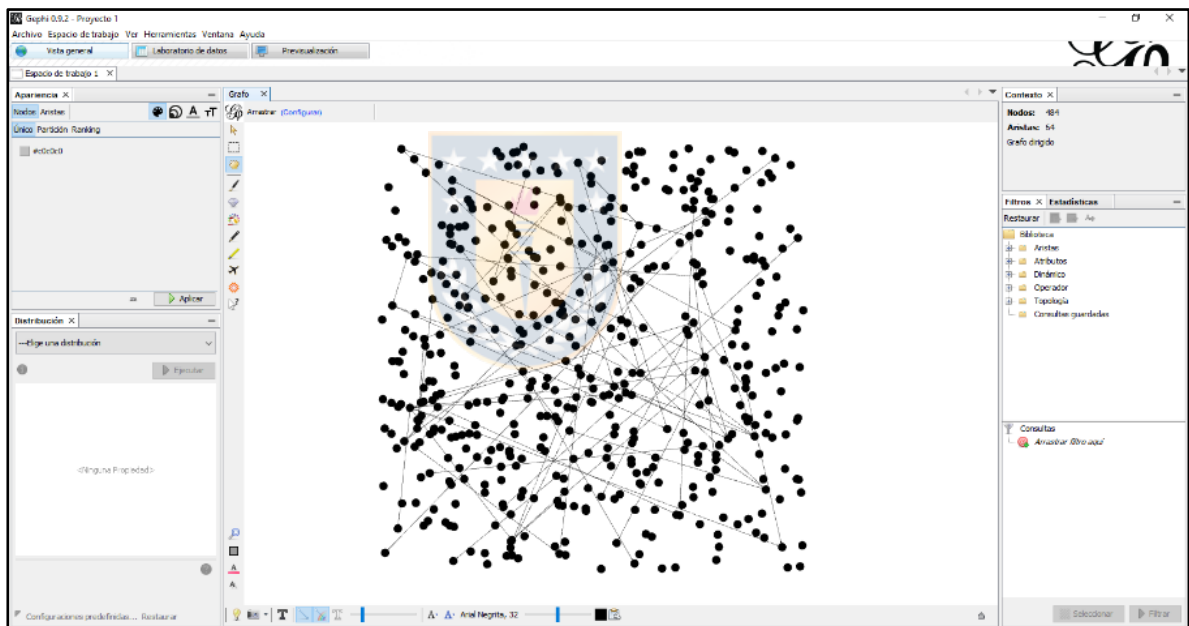 Gephi 0.9.2 - Proyecto 1
Archivo Espacio de trabajo Ver Herramientas Ventana Ayuda
Vista general Laboratorio de datos Previsualización
Espacio de trabajo 1 X
Apariencia X
Nodos Aristas
Único Partición Ranking
#c0c0c0
Aplicar
Distribución X
---Elige una distribución
Ejecutar
<Ninguna Propiedad>
Configuraciones predefinidas... Restaurar
Grafo X
Arrastrar (Configurar)
Arial Negrita, 32
Contexto X
Nodos: 484
Aristas: 64
Grafo dirigido
Filtros X Estadísticas
Restaurar
Biblioteca
Aristas
Atributos
Dinámico
Operador
Topología
Consultas guardadas
Consultas
Arrastrar filtro aquí
Seleccionar Filtrar